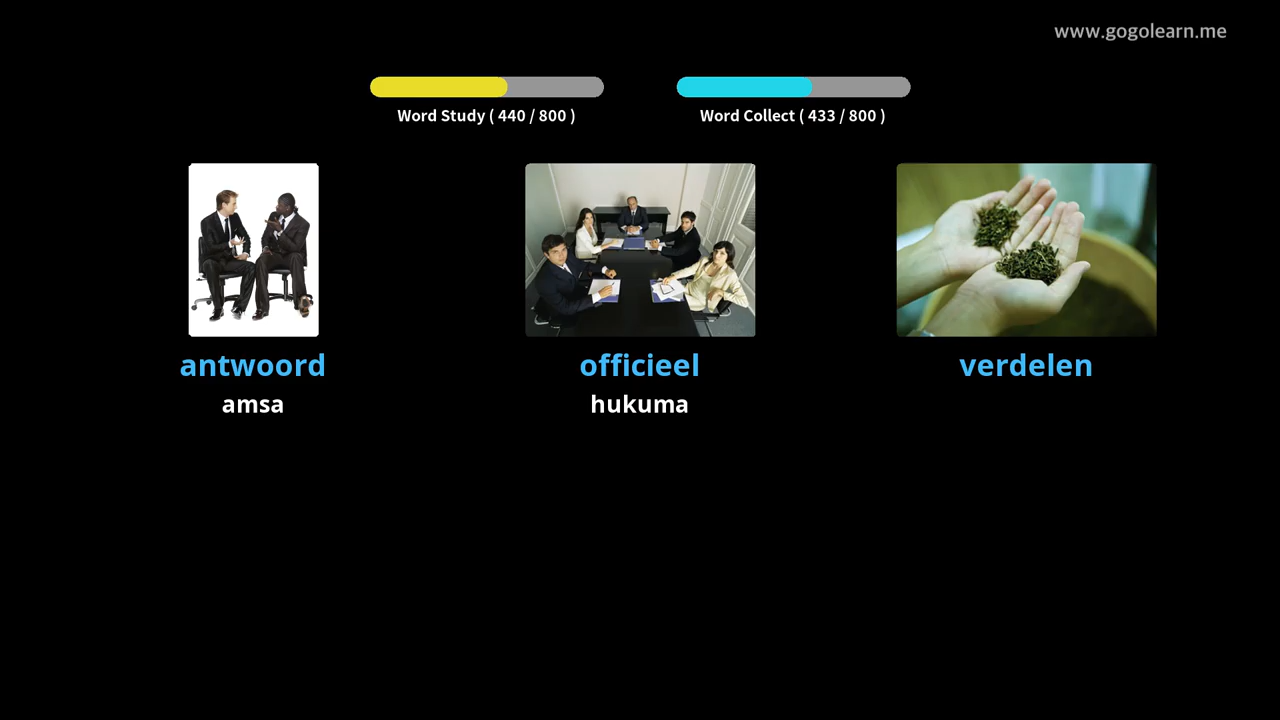 www.gogolearn.me
Word Study ( 440 / 800 )
Word Collect ( 433 / 800 )
antwoord
amsa
officieel
hukuma
verdelen